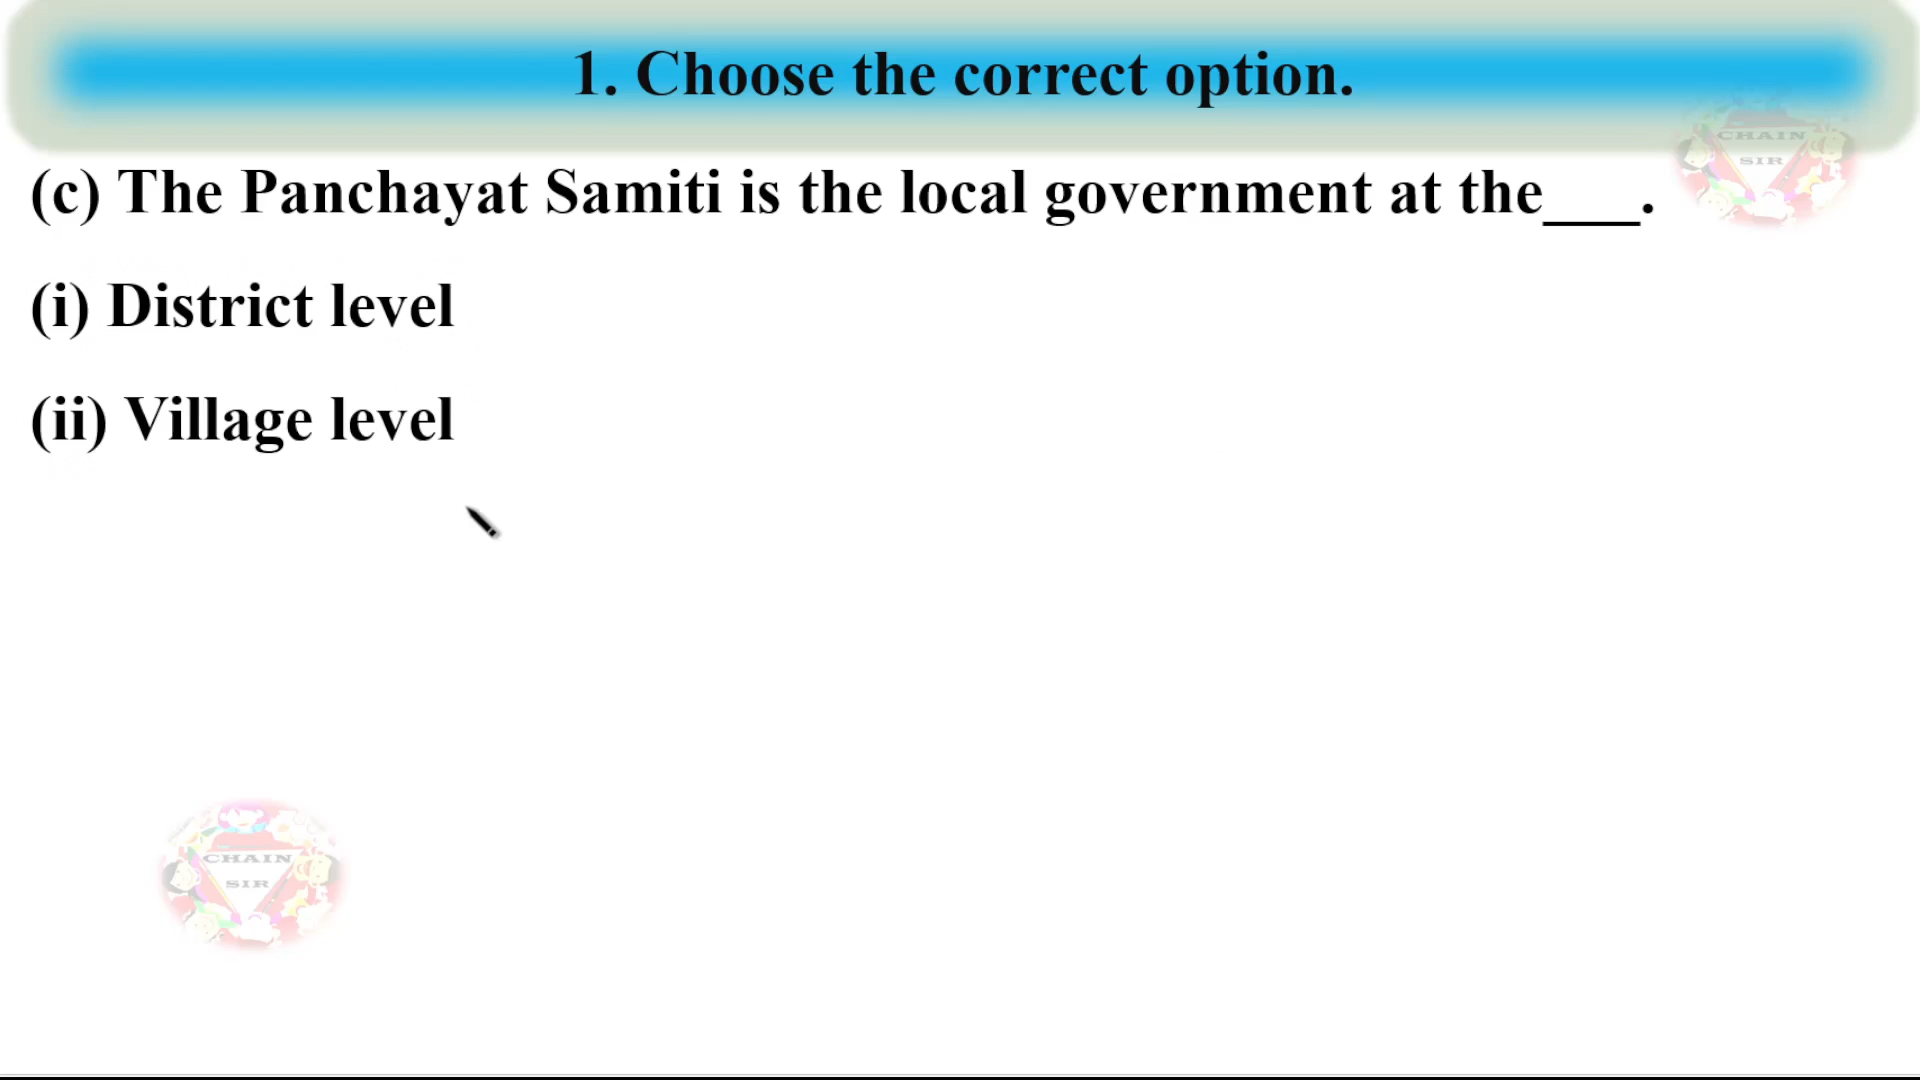 1. Choose the correct option.
CHAIN
SIR
(c) The Panchayat Samiti is the local government at the___.
(i) District level
(ii) Village level
CHAIN
SIR